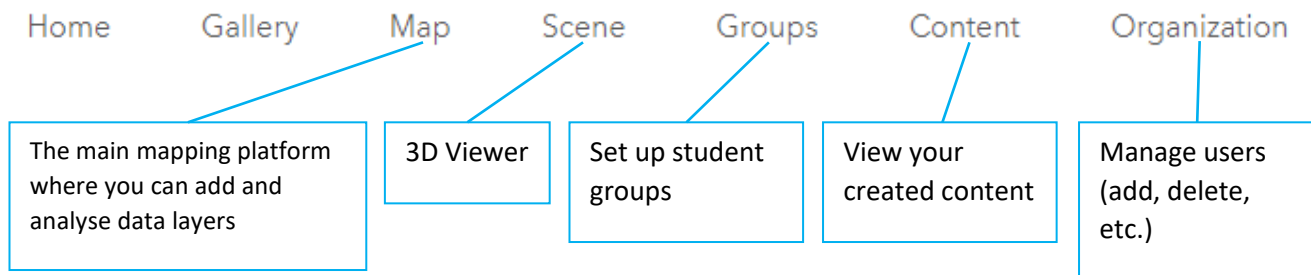 Home Gallery Map Scene Groups Content Organization
The main mapping platform
where you can add and
analyse data layers
3D Viewer
Set up student
groups
View your
created content
Manage users
(add, delete,
etc.)